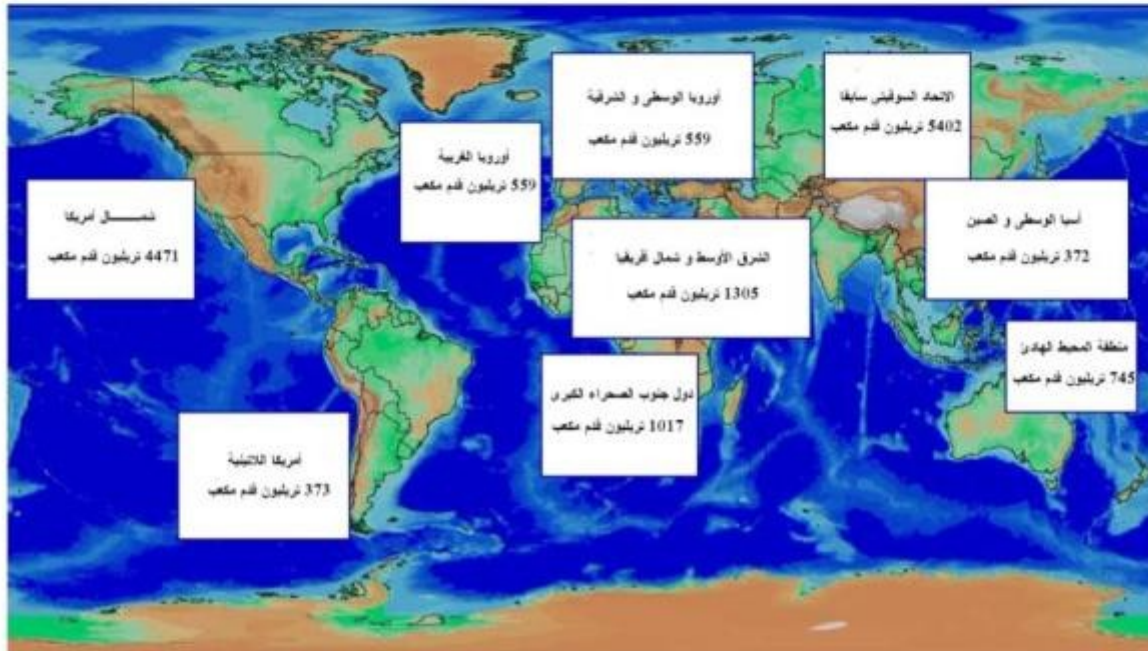 أوروبا الوسطى و الشرقية
559 تريليون قدم مكعب
الاتحاد السوفيتى سابقا
5402 تريليون قدم مكعب
أوروبا الغربية
559 تريليون قدم مكعب
شمـــــــال أمريكا
4471 تريليون قدم مكعب
أسيا الوسطى و الصين
372 تريليون قدم مكعب
الشرق الأوسط و شمال أفريقيا
1305 تريليون قدم مكعب
منطقة المحيط الهادئ
745 تريليون قدم مكعب
دول جنوب الصحراء الكبرى
1017 تريليون قدم مكعب
أمريكا اللاتينية
373 تريليون قدم مكعب